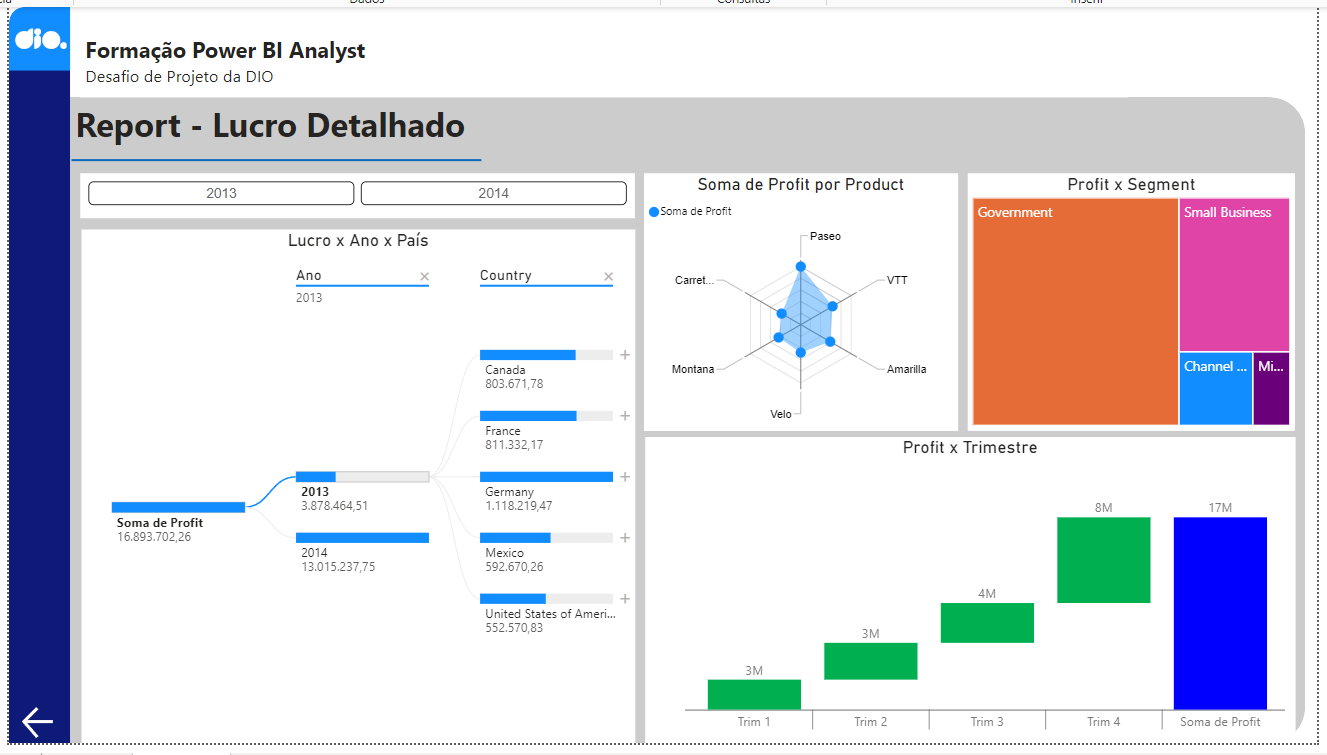 Dados
Consultas
Inserir
dio.
Formação Power BI Analyst
Desafio de Projeto da DIO
Report - Lucro Detalhado
2013
2014
Lucro x Ano x País
Ano
2013
Country
Canada
803.671,78
France
811.332,17
2013
3.878.464,51
Germany
1.118.219,47
Soma de Profit
16.893.702,26
2014
13.015.237,75
Mexico
592.670,26
United States of Ameri...
552.570,83
Soma de Profit por Product
Soma de Profit
Paseo
Carret...
VTT
Montana
Amarilla
Velo
Profit x Segment
Government
Small Business
Channel ...
Mi...
Profit x Trimestre
3M
3M
4M
8M
17M
Trim 1
Trim 2
Trim 3
Trim 4
Soma de Profit